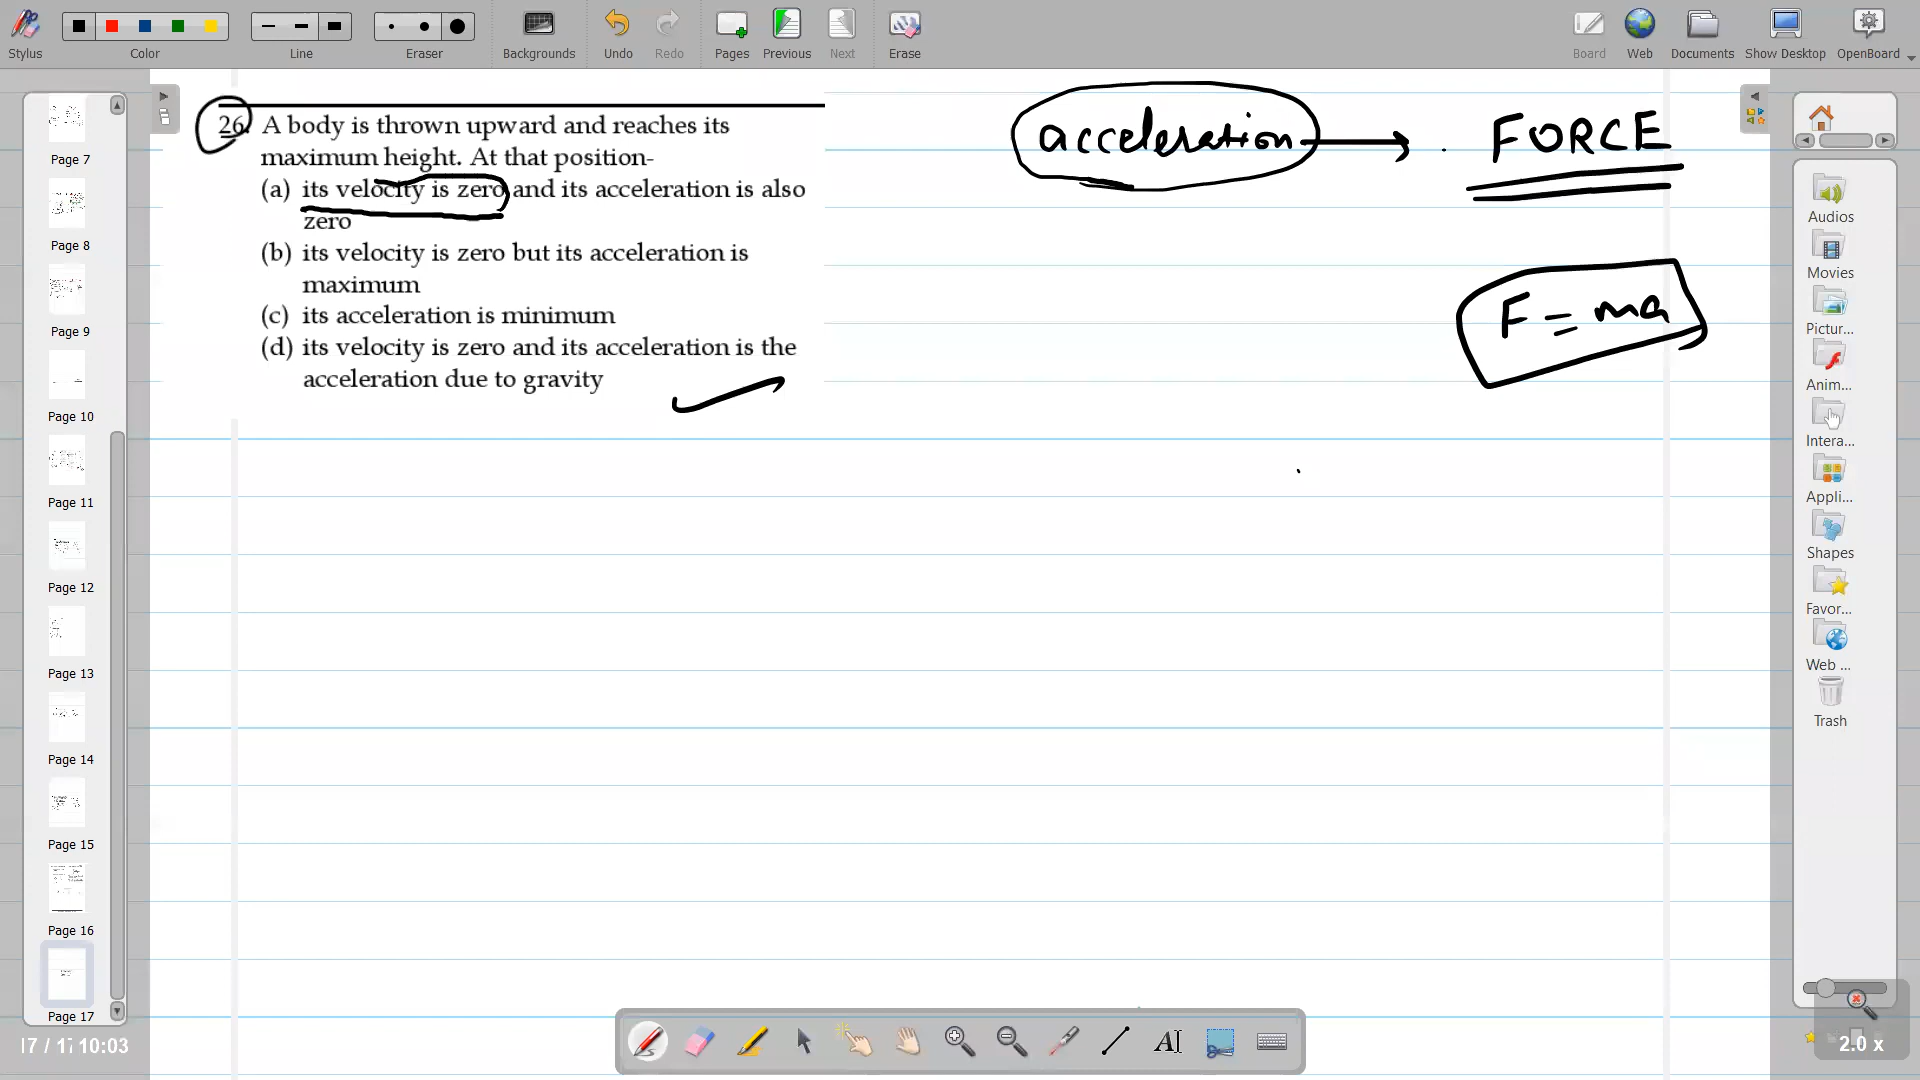 Stylus
Color
Line
Eraser
Backgrounds
Undo
Redo
Pages
Previous
Next
Erase
Board
Web
Documents
Show Desktop
OpenBoard
Page 7
Page 8
Page 9
Page 10
Page 11
Page 12
Page 13
Page 14
Page 15
Page 16
Page 17
17 / 17
10:03
26. A body is thrown upward and reaches its
maximum height. At that position-
(a) its velocity is zero and its acceleration is also
zero
(b) its velocity is zero but its acceleration is
maximum
(c) its acceleration is minimum
(d) its velocity is zero and its acceleration is the
acceleration due to gravity
acceleration → FORCE
F = ma
Audios
Movies
Pictur...
Anim...
Intera...
Appli...
Shapes
Favor...
Web ...
Trash
2.0 x